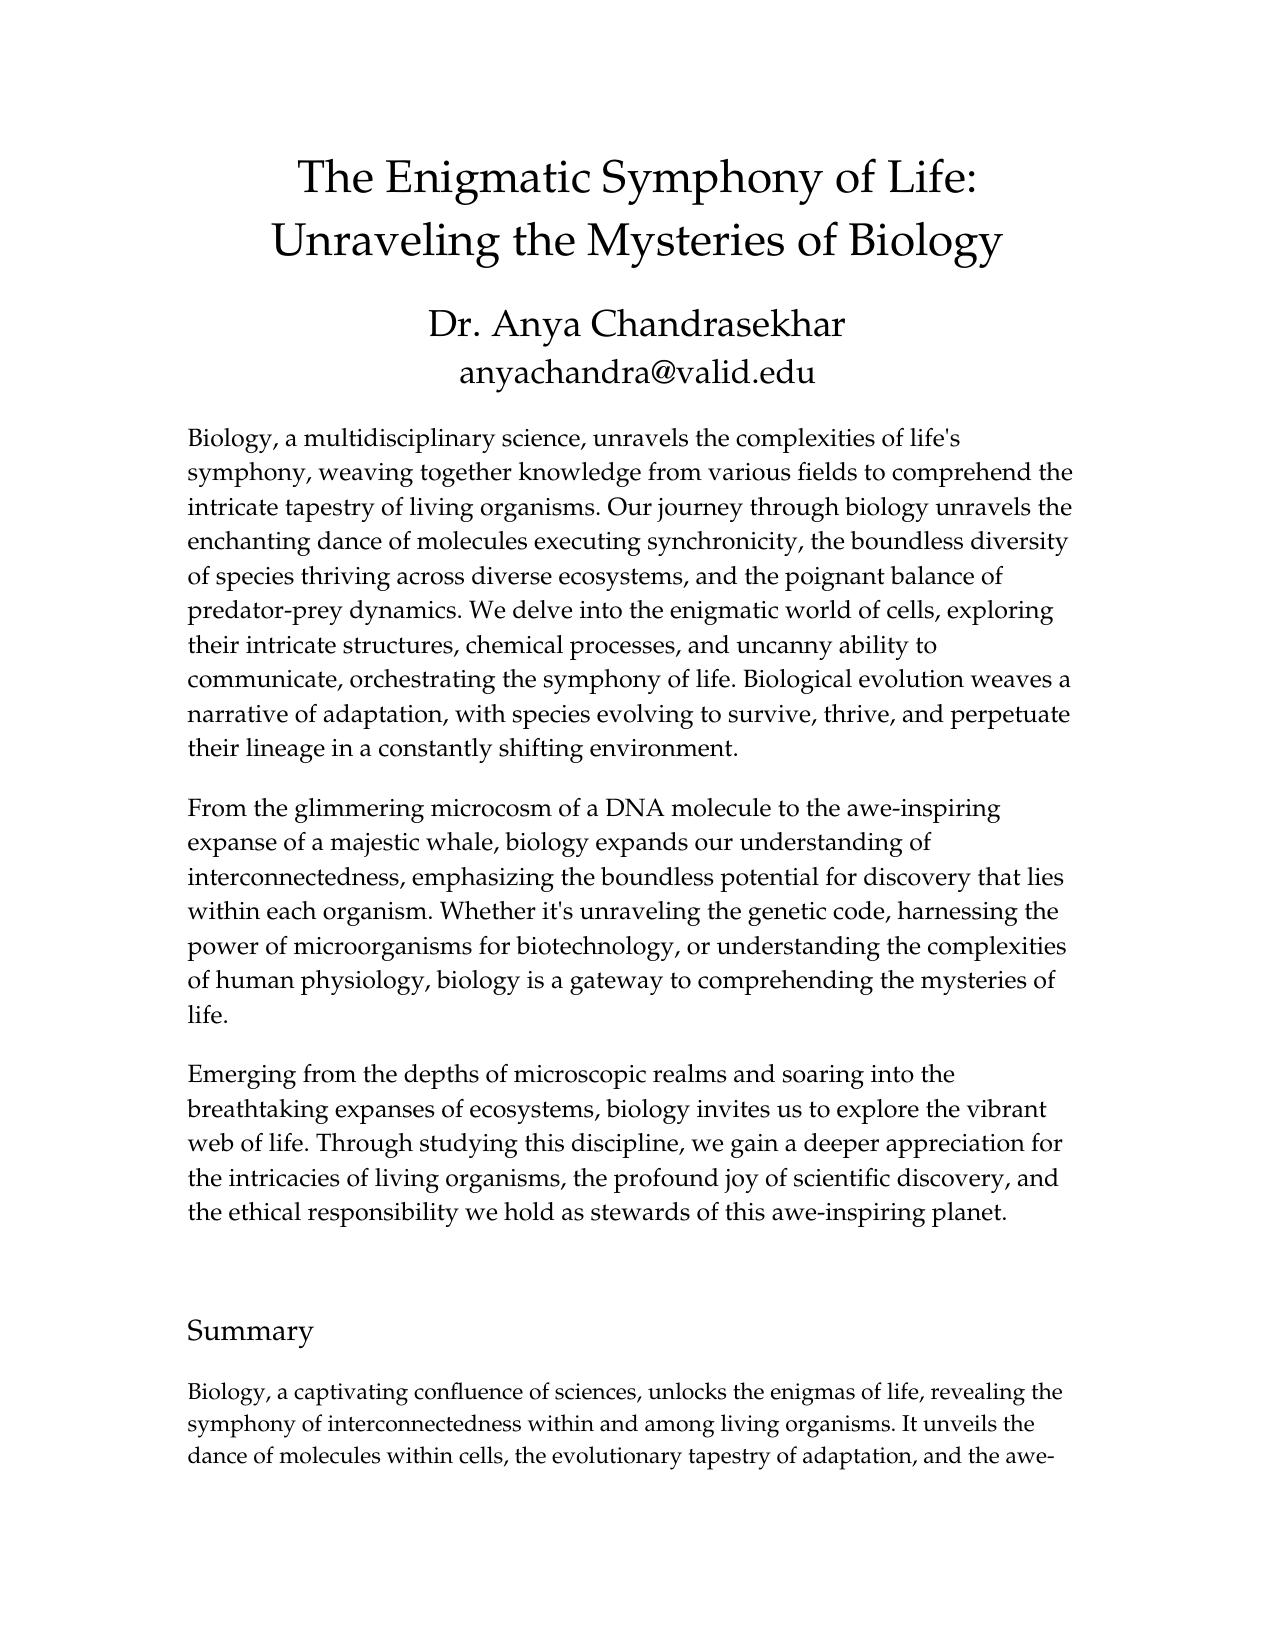 The Enigmatic Symphony of Life:
Unraveling the Mysteries of Biology
Dr. Anya Chandrasekhar
anyachandra@valid.edu
Biology, a multidisciplinary science, unravels the complexities of life's
symphony, weaving together knowledge from various fields to comprehend the
intricate tapestry of living organisms. Our journey through biology unravels the
enchanting dance of molecules executing synchronicity, the boundless diversity
of species thriving across diverse ecosystems, and the poignant balance of
predator-prey dynamics. We delve into the enigmatic world of cells, exploring
their intricate structures, chemical processes, and uncanny ability to
communicate, orchestrating the symphony of life. Biological evolution weaves a
narrative of adaptation, with species evolving to survive, thrive, and perpetuate
their lineage in a constantly shifting environment.
From the glimmering microcosm of a DNA molecule to the awe-inspiring
expanse of a majestic whale, biology expands our understanding of
interconnectedness, emphasizing the boundless potential for discovery that lies
within each organism. Whether it's unraveling the genetic code, harnessing the
power of microorganisms for biotechnology, or understanding the complexities
of human physiology, biology is a gateway to comprehending the mysteries of
life.
Emerging from the depths of microscopic realms and soaring into the
breathtaking expanses of ecosystems, biology invites us to explore the vibrant
web of life. Through studying this discipline, we gain a deeper appreciation for
the intricacies of living organisms, the profound joy of scientific discovery, and
the ethical responsibility we hold as stewards of this awe-inspiring planet.
Summary
Biology, a captivating confluence of sciences, unlocks the enigmas of life, revealing the
symphony of interconnectedness within and among living organisms. It unveils the
dance of molecules within cells, the evolutionary tapestry of adaptation, and the awe-